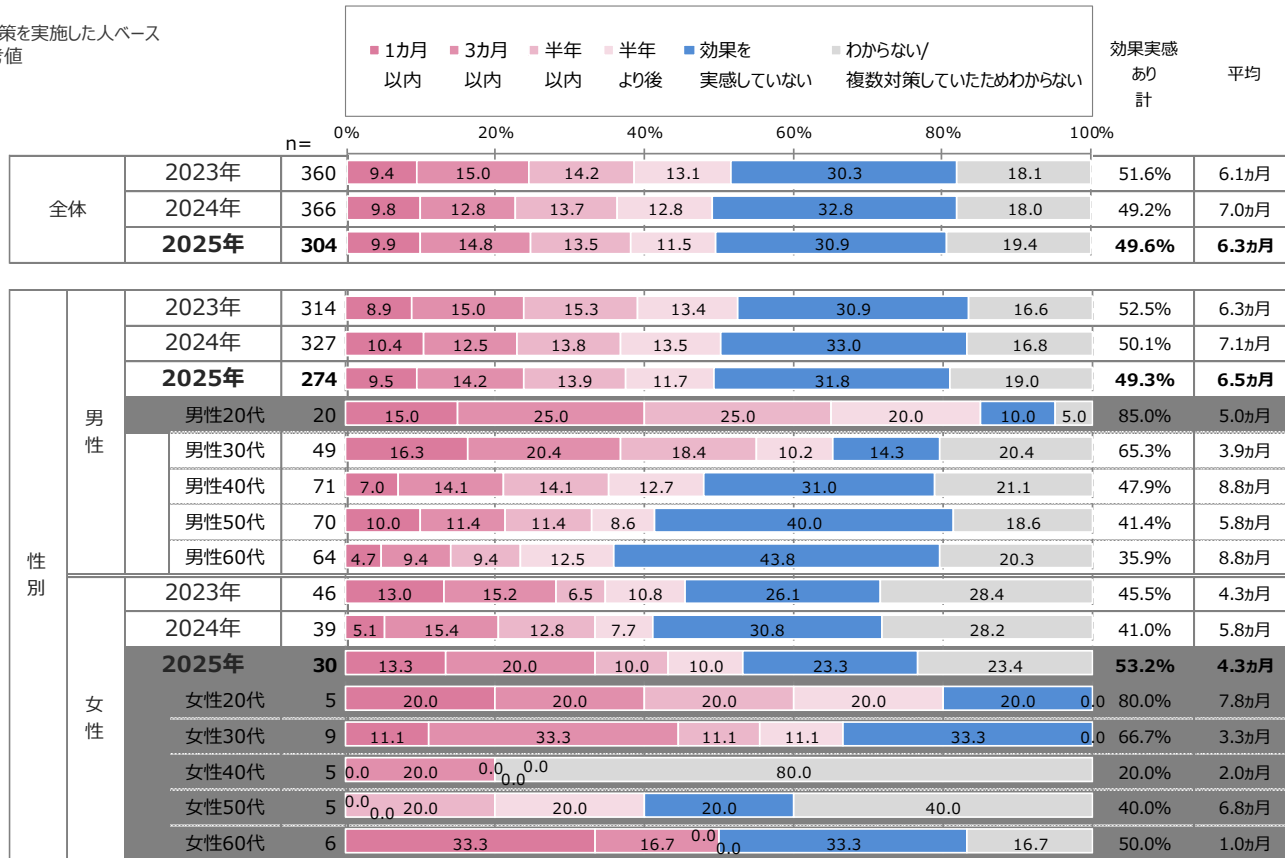 策を実施した人ベース
値
1カ月以内 3カ月以内 半年以内 半年より後 効果を実感していない わからない/複数対策していたためわからない 効果実感あり計 平均
n= 0% 20% 40% 60% 80% 100%
全体
2023年 360 9.4 15.0 14.2 13.1 30.3 18.1 51.6% 6.1ヵ月
2024年 366 9.8 12.8 13.7 12.8 32.8 18.0 49.2% 7.0ヵ月
2025年 304 9.9 14.8 13.5 11.5 30.9 19.4 49.6% 6.3ヵ月
性別
男性
2023年 314 8.9 15.0 15.3 13.4 30.9 16.6 52.5% 6.3ヵ月
2024年 327 10.4 12.5 13.8 13.5 33.0 16.8 50.1% 7.1ヵ月
2025年 274 9.5 14.2 13.9 11.7 31.8 19.0 49.3% 6.5ヵ月
男性20代 20 15.0 25.0 25.0 20.0 10.0 5.0 85.0% 5.0ヵ月
男性30代 49 16.3 20.4 18.4 10.2 14.3 20.4 65.3% 3.9ヵ月
男性40代 71 7.0 14.1 14.1 12.7 31.0 21.1 47.9% 8.8ヵ月
男性50代 70 10.0 11.4 11.4 8.6 40.0 18.6 41.4% 5.8ヵ月
男性60代 64 4.7 9.4 9.4 12.5 43.8 20.3 35.9% 8.8ヵ月
女性
2023年 46 13.0 15.2 6.5 10.8 26.1 28.4 45.5% 4.3ヵ月
2024年 39 5.1 15.4 12.8 7.7 30.8 28.2 41.0% 5.8ヵ月
2025年 30 13.3 20.0 10.0 10.0 23.3 23.4 53.2% 4.3ヵ月
女性20代 5 20.0 20.0 20.0 20.0 20.0 0.0 80.0% 7.8ヵ月
女性30代 9 11.1 33.3 11.1 11.1 33.3 0.0 66.7% 3.3ヵ月
女性40代 5 0.0 20.0 0.0 0.0 0.0 80.0 20.0% 2.0ヵ月
女性50代 5 0.0 0.0 20.0 20.0 20.0 40.0 40.0% 6.8ヵ月
女性60代 6 33.3 16.7 0.0 0.0 33.3 16.7 50.0% 1.0ヵ月